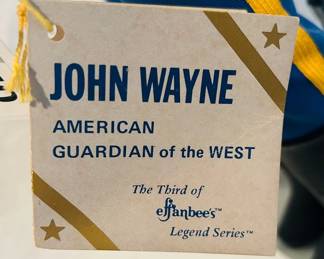 JOHN WAYNE
AMERICAN
GUARDIAN of the WEST
The Third of
effanbee's™
Legend Series™